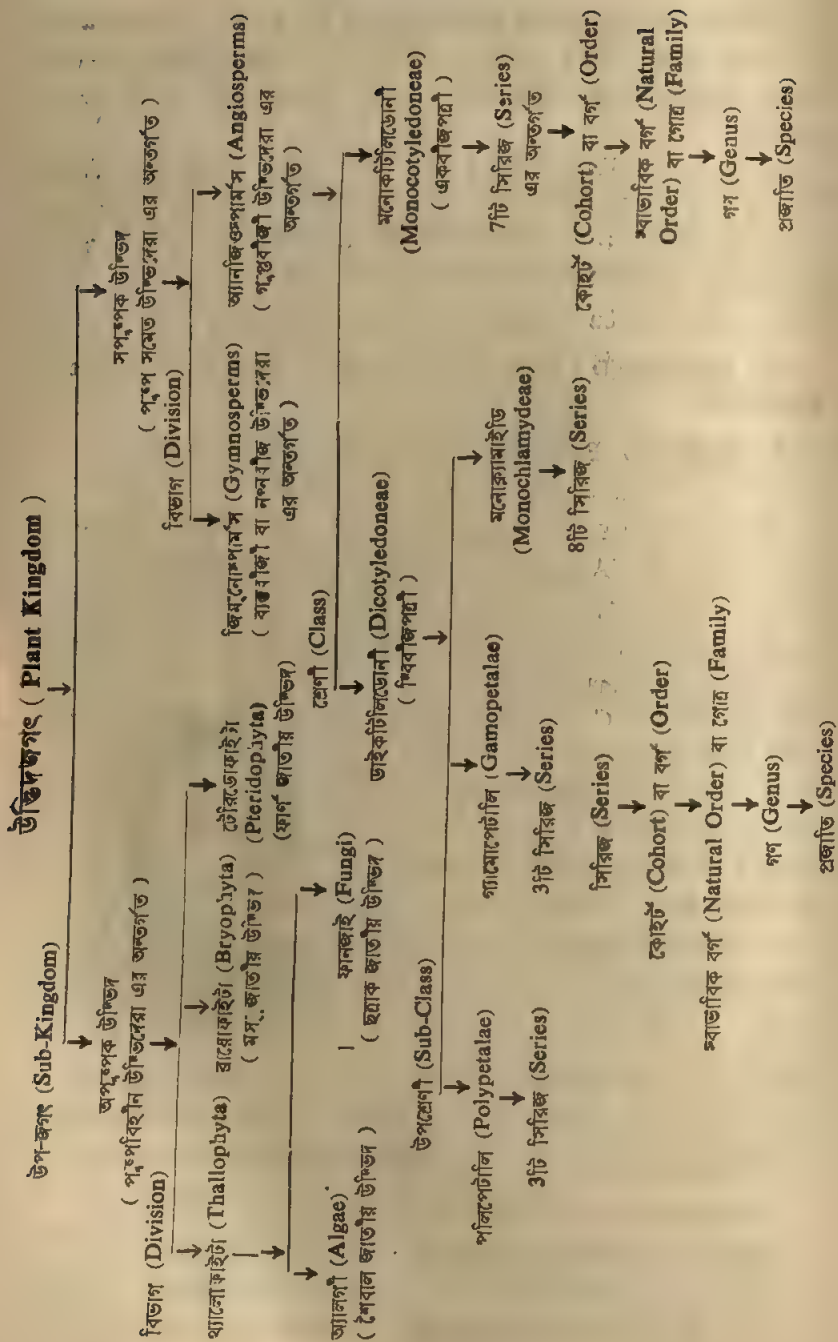 উদ্ভিদজগৎ ( Plant Kingdom )
উপ-জগৎ (Sub-Kingdom)
অপুষ্পক উদ্ভিদ
( পুষ্পবিহীন উদ্ভিদেরা এর অন্তর্গত )
সপুষ্পক উদ্ভিদ
( পুষ্প সমেত উদ্ভিদেরা এর অন্তর্গত )
বিভাগ (Division)
থ্যালোফাইটা (Thallophyta)
ব্রায়োফাইটা (Bryophyta)
( মস্ জাতীয় উদ্ভিদ )
টেরিডোফাইটা
(Pteridophyta)
(ফার্ণ জাতীয় উদ্ভিদ)
বিভাগ (Division)
জিম্‌নোস্পার্মস (Gymnosperms)
( ব্যক্তবীজী বা নগ্নবীজ উদ্ভিদেরা
এর অন্তর্গত )
অ্যানজিওস্পার্মস (Angiosperms)
( গুপ্তবীজী উদ্ভিদেরা এর
অন্তর্গত )
অ্যালগী (Algae)
( শৈবাল জাতীয় উদ্ভিদ )
ফানজাই (Fungi)
( ছত্রাক জাতীয় উদ্ভিদ )
শ্রেণী (Class)
ডাইকটিলিডোনী (Dicotyledoneae)
( দ্বিবীজপত্রী )
মনোকটিলিডোনী
(Monocotyledoneae)
( একবীজপত্রী )
উপশ্রেণী (Sub-Class)
পলিপেটালি (Polypetalae)
3টি সিরিজ (Series)
গ্যামোপেটালি (Gamopetalae)
3টি সিরিজ (Series)
মনোক্ল্যামাইডি
(Monochlamydeae)
8টি সিরিজ (Series)
7টি সিরিজ (Series)
এর অন্তর্গত
কোহর্ট (Cohort) বা বর্গ (Order)
স্বাভাবিক বর্গ (Natural
Order) বা গোত্র (Family)
গণ (Genus)
প্রজাতি (Species)
সিরিজ (Series)
কোহর্ট (Cohort) বা বর্গ (Order)
স্বাভাবিক বর্গ (Natural Order) বা গোত্র (Family)
গণ (Genus)
প্রজাতি (Species)